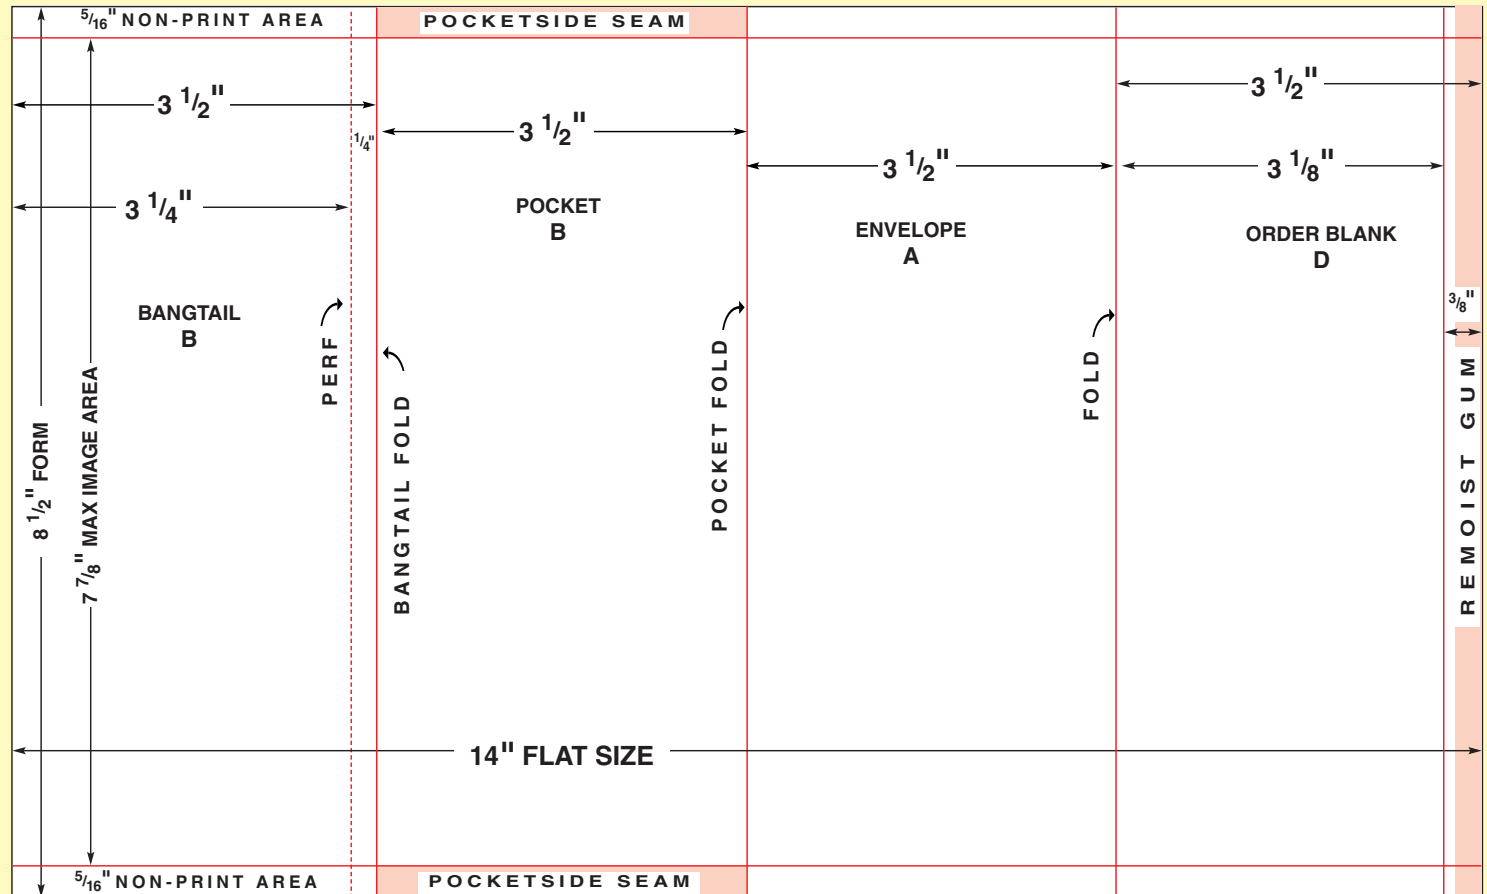 5/16" NON-PRINT AREA
POCKETSIDE SEAM
3 1/2"
3 1/2"
1/4"
3 1/2"
3 1/2"
3 1/8"
3 1/4"
POCKET
B
ENVELOPE
A
ORDER BLANK
D
BANGTAIL
B
3/8"
PERF
BANGTAIL FOLD
POCKET FOLD
FOLD
REMOIST GUM
8 1/2" FORM
7 7/8" MAX IMAGE AREA
14" FLAT SIZE
5/16" NON-PRINT AREA
POCKETSIDE SEAM